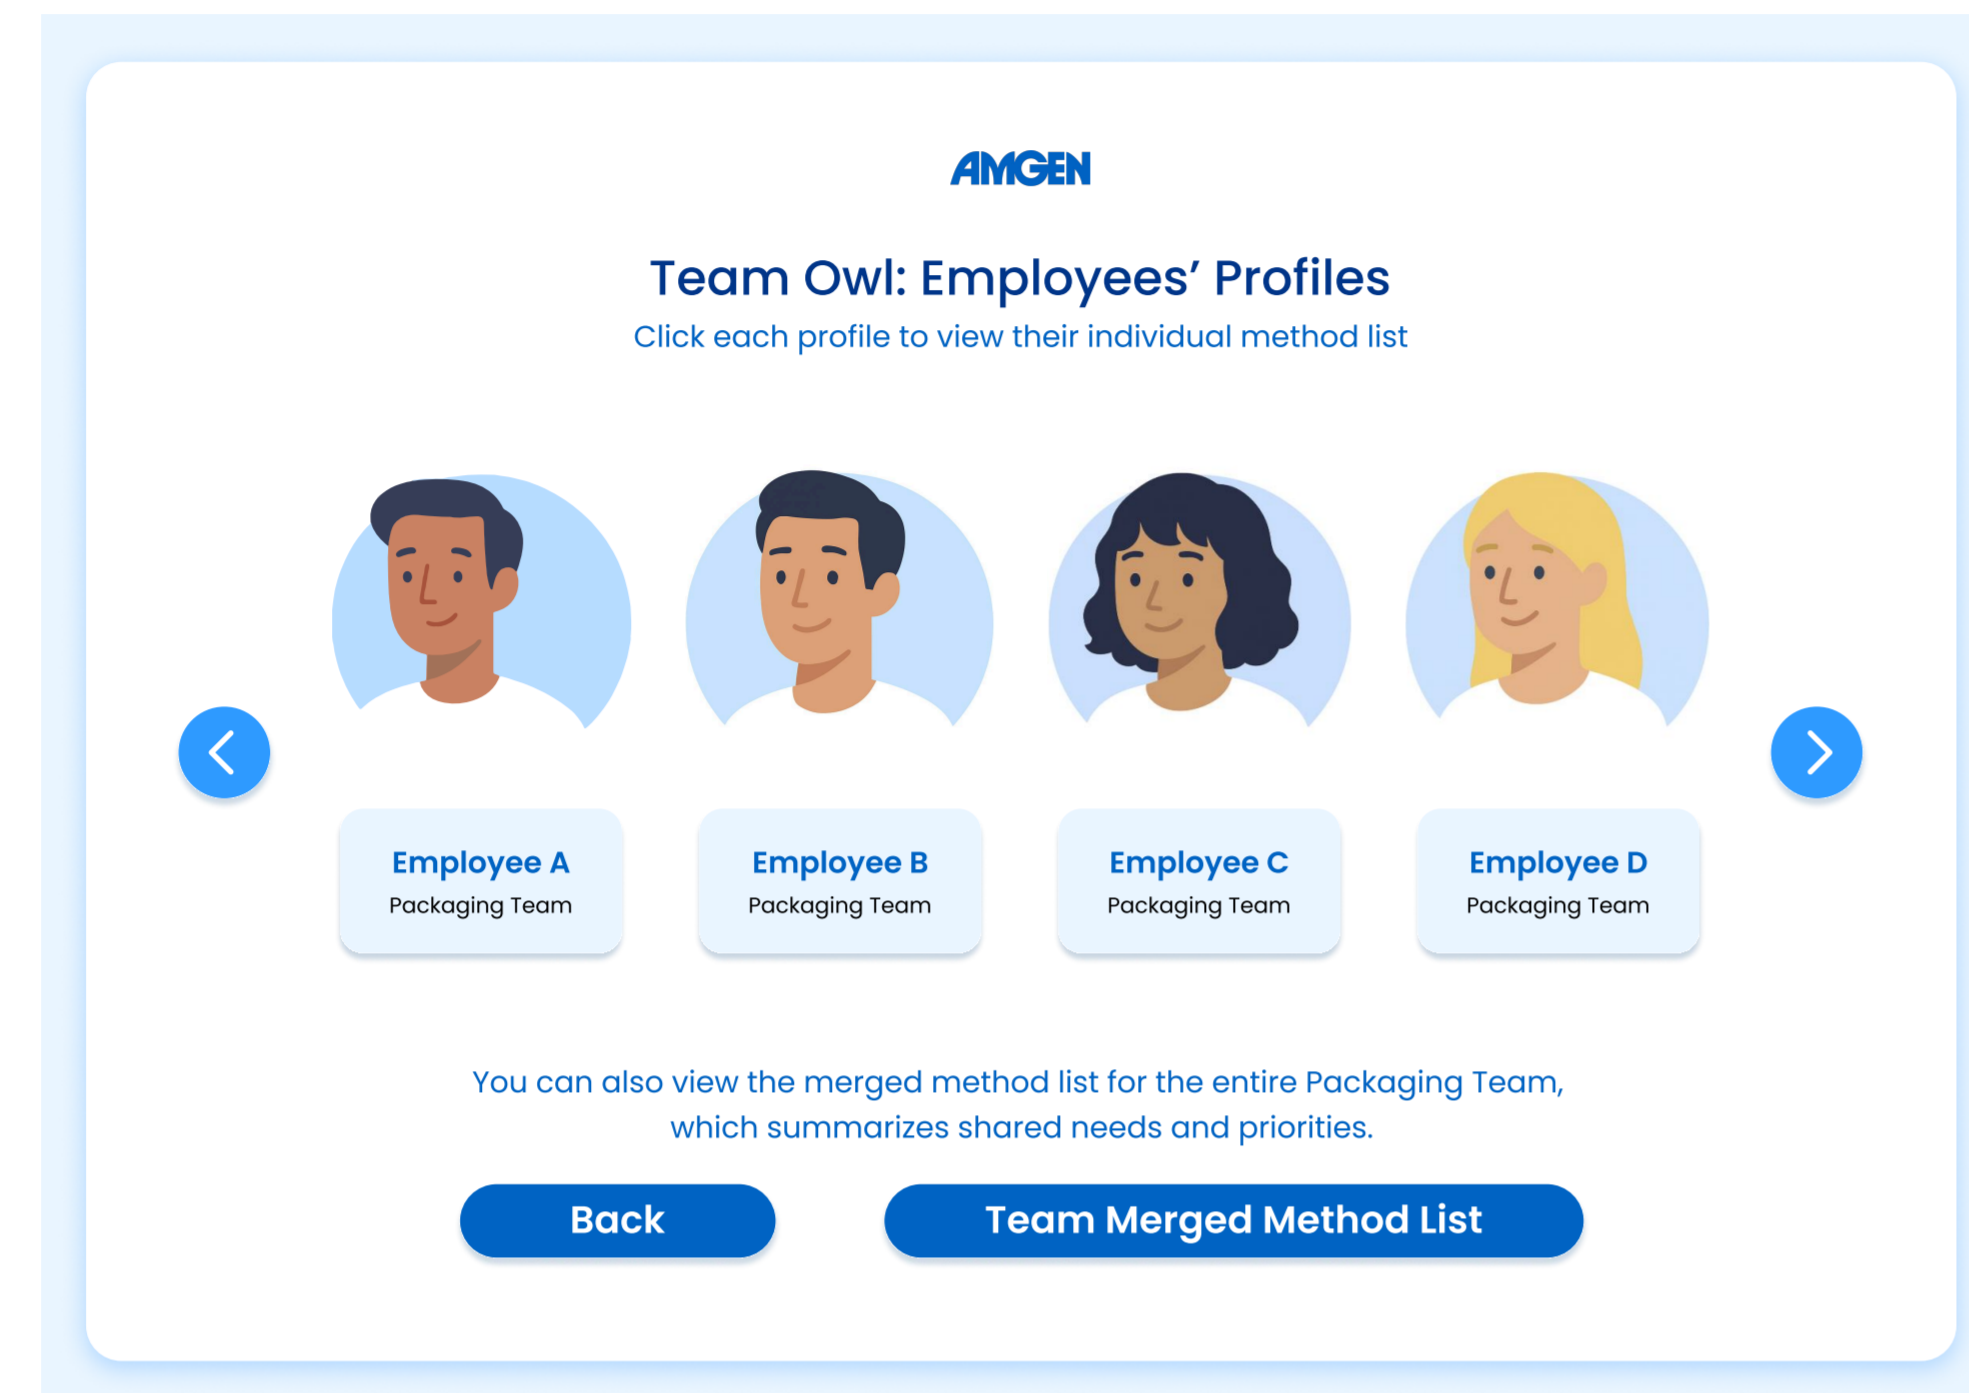 AMGEN
Team Owl: Employees’ Profiles
Click each profile to view their individual method list
Employee A
Packaging Team
Employee B
Packaging Team
Employee C
Packaging Team
Employee D
Packaging Team
You can also view the merged method list for the entire Packaging Team,
which summarizes shared needs and priorities.
Back
Team Merged Method List